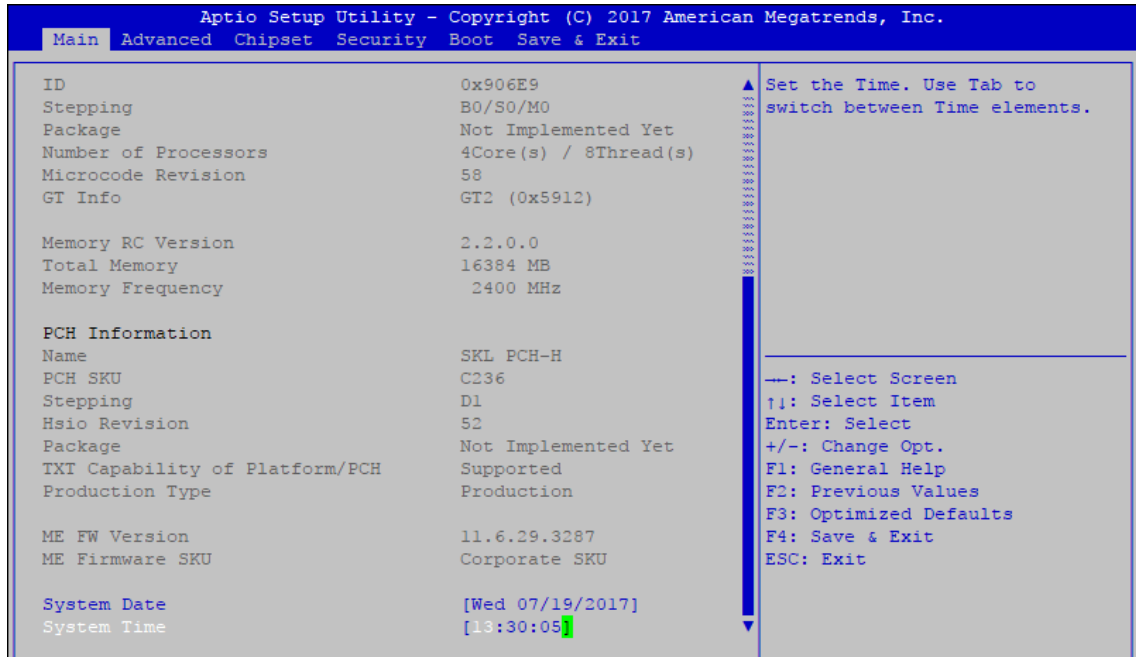 Aptio Setup Utility - Copyright (C) 2017 American Megatrends, Inc.
Main Advanced Chipset Security Boot Save & Exit
ID 0x906E9
Stepping B0/S0/M0
Package Not Implemented Yet
Number of Processors 4Core(s) / 8Thread(s)
Microcode Revision 58
GT Info GT2 (0x5912)
Memory RC Version 2.2.0.0
Total Memory 16384 MB
Memory Frequency 2400 MHz
PCH Information
Name SKL PCH-H
PCH SKU C236
Stepping D1
Hsio Revision 52
Package Not Implemented Yet
TXT Capability of Platform/PCH Supported
Production Type Production
ME FW Version 11.6.29.3287
ME Firmware SKU Corporate SKU
System Date [Wed 07/19/2017]
System Time [13:30:05]
Set the Time. Use Tab to
switch between Time elements.
→←: Select Screen
↑↓: Select Item
Enter: Select
+/-: Change Opt.
F1: General Help
F2: Previous Values
F3: Optimized Defaults
F4: Save & Exit
ESC: Exit